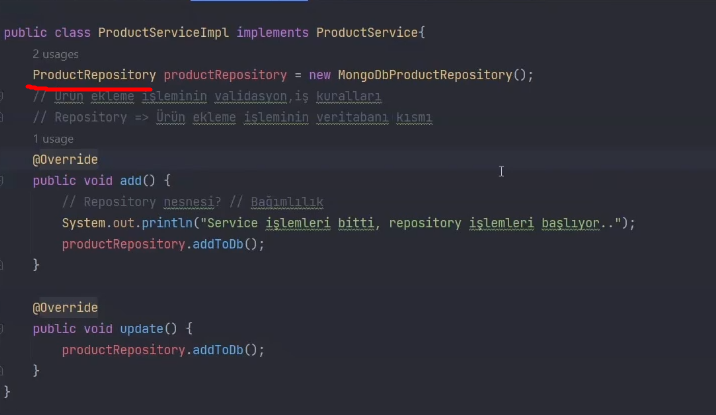 public class ProductServiceImpl implements ProductService{
2 usages
ProductRepository productRepository = new MongoDbProductRepository();
// Ürün ekleme işleminin validasyon,iş kuralları
// Repository => Ürün ekleme işleminin veritabanı kısmı
1 usage
@Override
public void add() {
// Repository nesnesi? // Bağımlılık
System.out.println("Service işlemleri bitti, repository işlemleri başlıyor..");
productRepository.addToDb();
}
@Override
public void update() {
productRepository.addToDb();
}
}